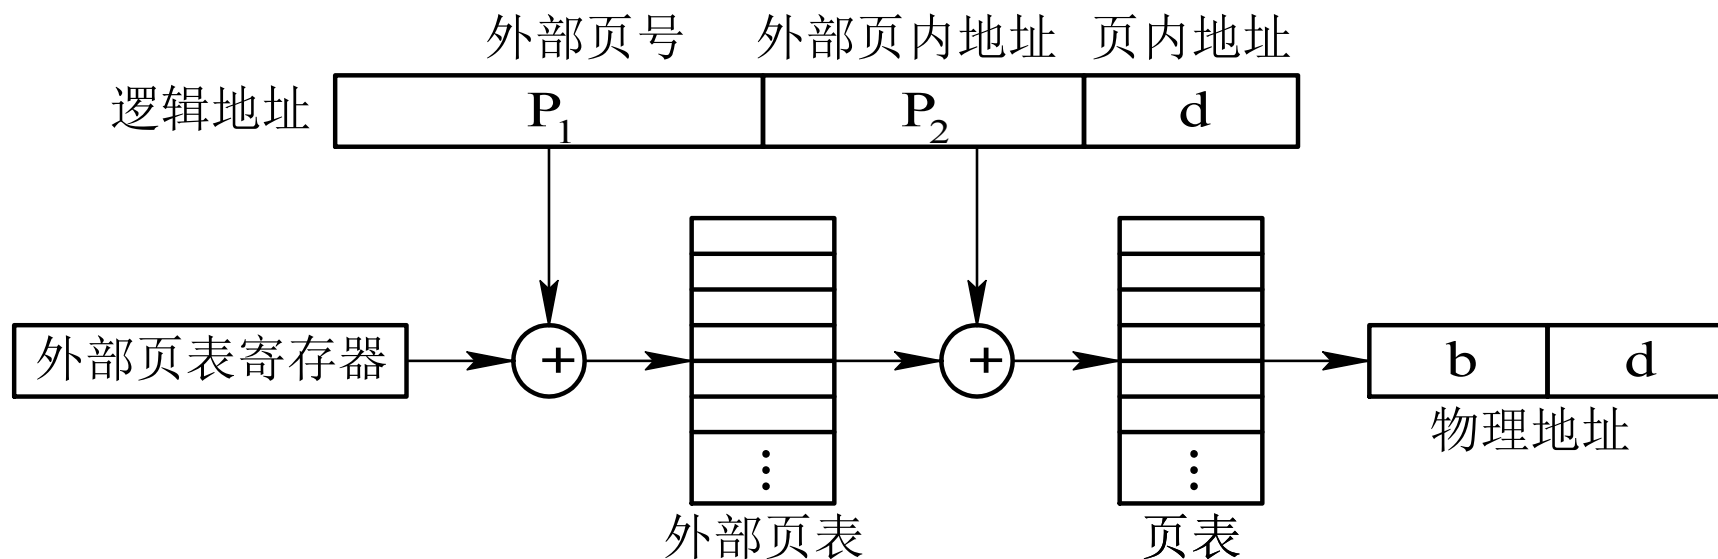 外部页号 外部页内地址 页内地址
逻辑地址 P1 P2 d
外部页表寄存器 + + b d
物理地址
外部页表 页表